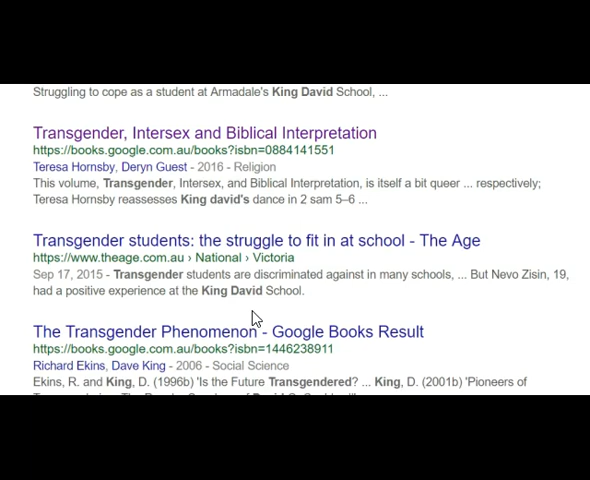 Struggling to cope as a student at Armadale's King David School, ...
Transgender, Intersex and Biblical Interpretation
https://books.google.com.au/books?isbn=0884141551
Teresa Hornsby, Deryn Guest - 2016 - Religion
This volume, Transgender, Intersex, and Biblical Interpretation, is itself a bit queer ... respectively;
Teresa Hornsby reassesses King david's dance in 2 sam 5–6 ...
Transgender students: the struggle to fit in at school - The Age
https://www.theage.com.au › National › Victoria
Sep 17, 2015 - Transgender students are discriminated against in many schools, ... But Nevo Zisin, 19,
had a positive experience at the King David School.
The Transgender Phenomenon - Google Books Result
https://books.google.com.au/books?isbn=1446238911
Richard Ekins, Dave King - 2006 - Social Science
Ekins, R. and King, D. (1996b) 'Is the Future Transgendered? ... King, D. (2001b) 'Pioneers of